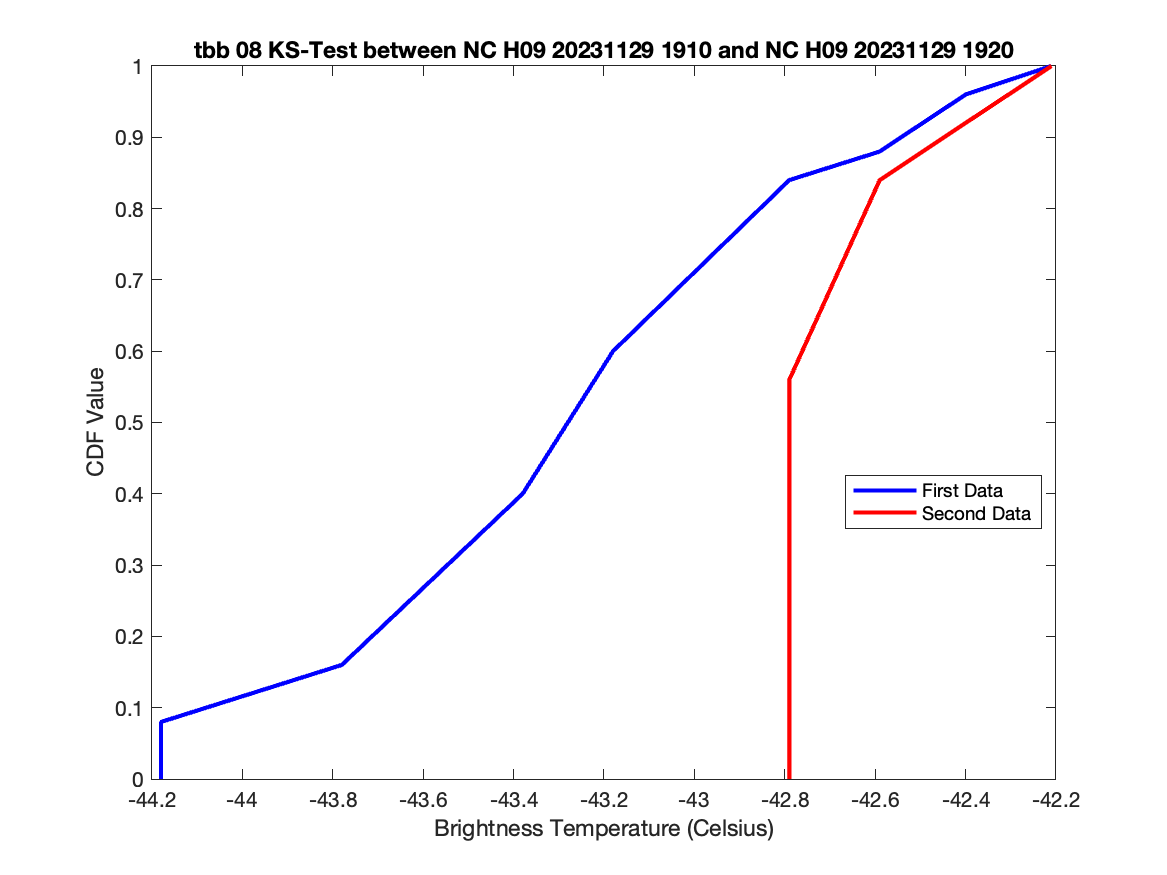 tbb 08 KS-Test between NC H09 20231129 1910 and NC H09 20231129 1920
1
0.9
0.8
0.7
0.6
0.5
0.4
0.3
0.2
0.1
0
CDF Value
First Data
Second Data
-44.2 -44 -43.8 -43.6 -43.4 -43.2 -43 -42.8 -42.6 -42.4 -42.2
Brightness Temperature (Celsius)